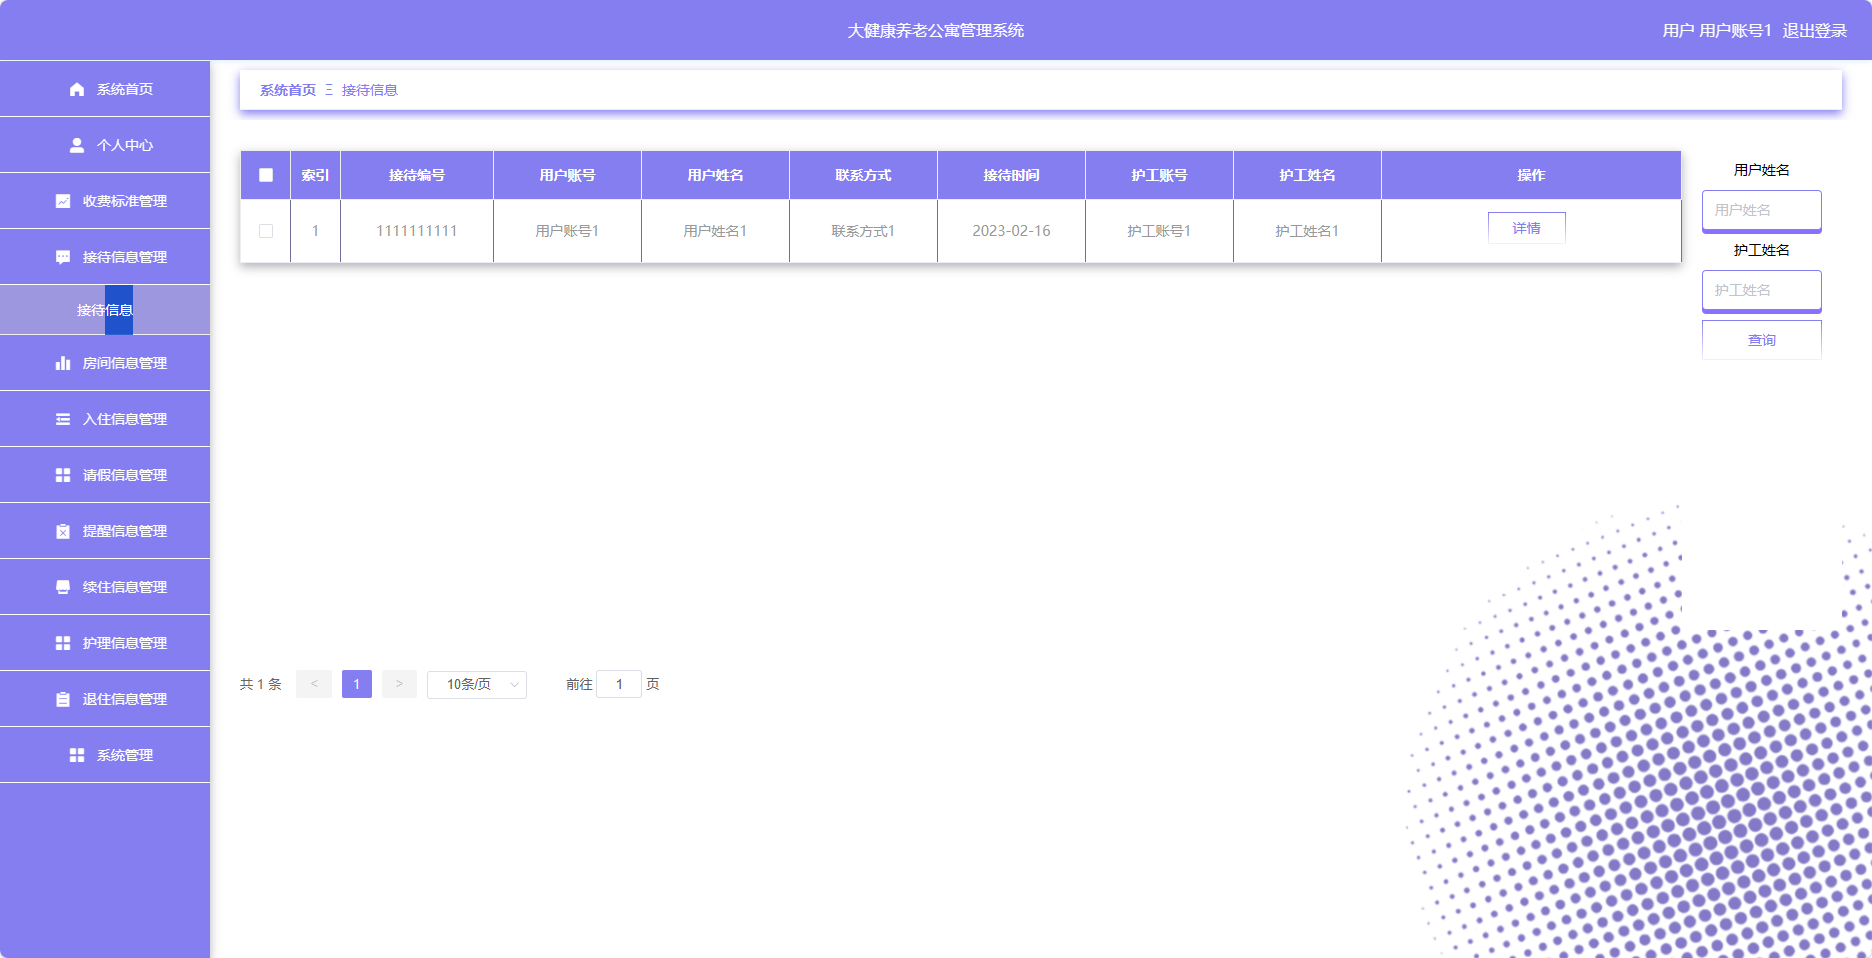 大健康养老公寓管理系统
用户 用户账号1 退出登录
系统首页
个人中心
收费标准管理
接待信息管理
接待信息
房间信息管理
入住信息管理
请假信息管理
提醒信息管理
续住信息管理
护理信息管理
退住信息管理
系统管理
系统首页 Ξ 接待信息
索引 接待编号 用户账号 用户姓名 联系方式 接待时间 护工账号 护工姓名 操作
1 1111111111 用户账号1 用户姓名1 联系方式1 2023-02-16 护工账号1 护工姓名1 详情
用户姓名
用户姓名
护工姓名
护工姓名
查询
共 1 条 < 1 > 10条/页 前往 1 页